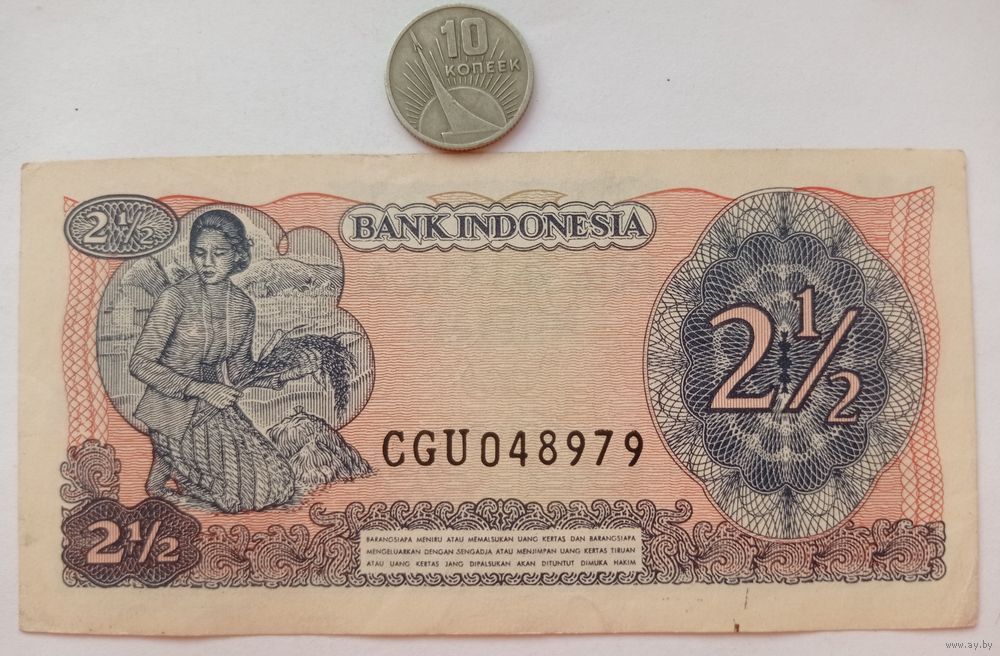 10
КОПЕЕК
2½
BANK INDONESIA
2½
CGU048979
2½
BARANGSIAPA MENIRU ATAU MEMALSUKAN UANG KERTAS DAN BARANGSIAPA
MENGELUARKAN DENGAN SENGADJA ATAU MENJIMPAN UANG KERTAS TIRUAN
ATAU UANG KERTAS JANG DIPALSUKAN AKAN DITUNTUT DIMUKA HAKIM
www.ay.by